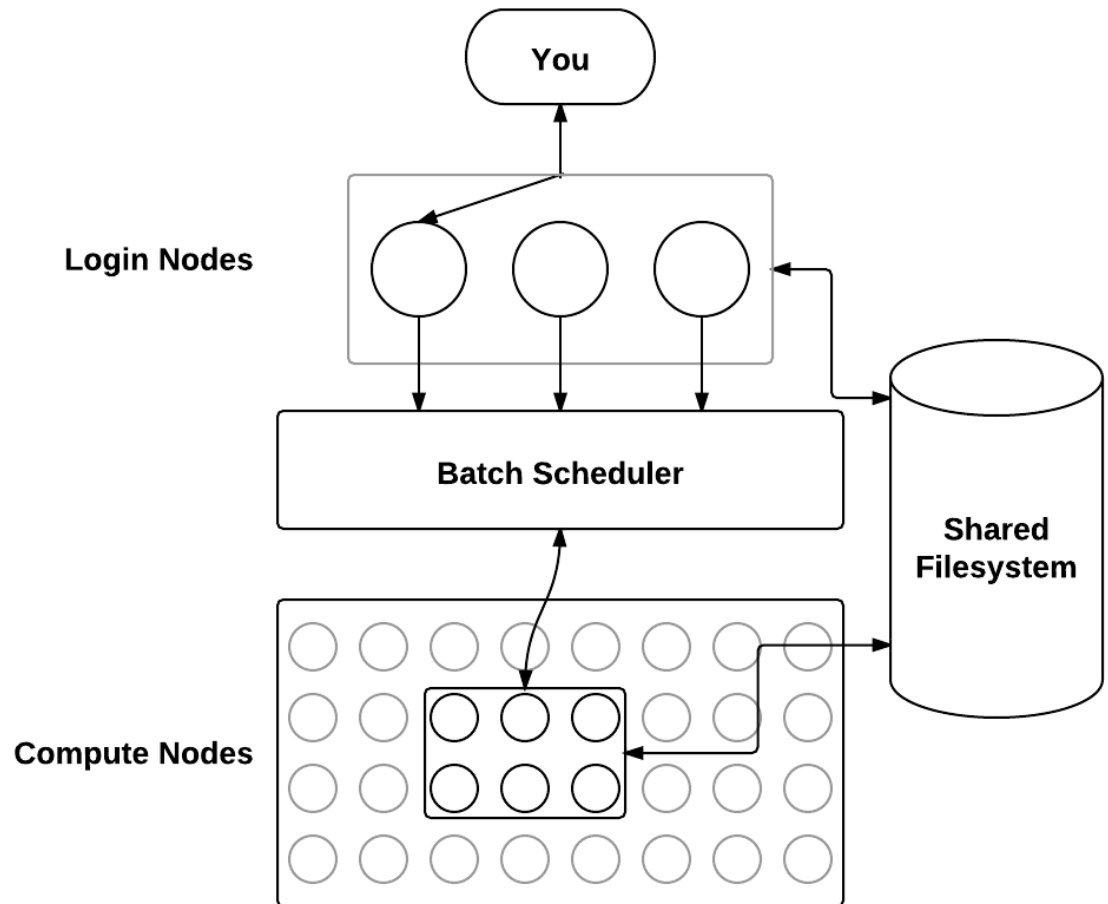 You
Login Nodes
Batch Scheduler
Shared
Filesystem
Compute Nodes